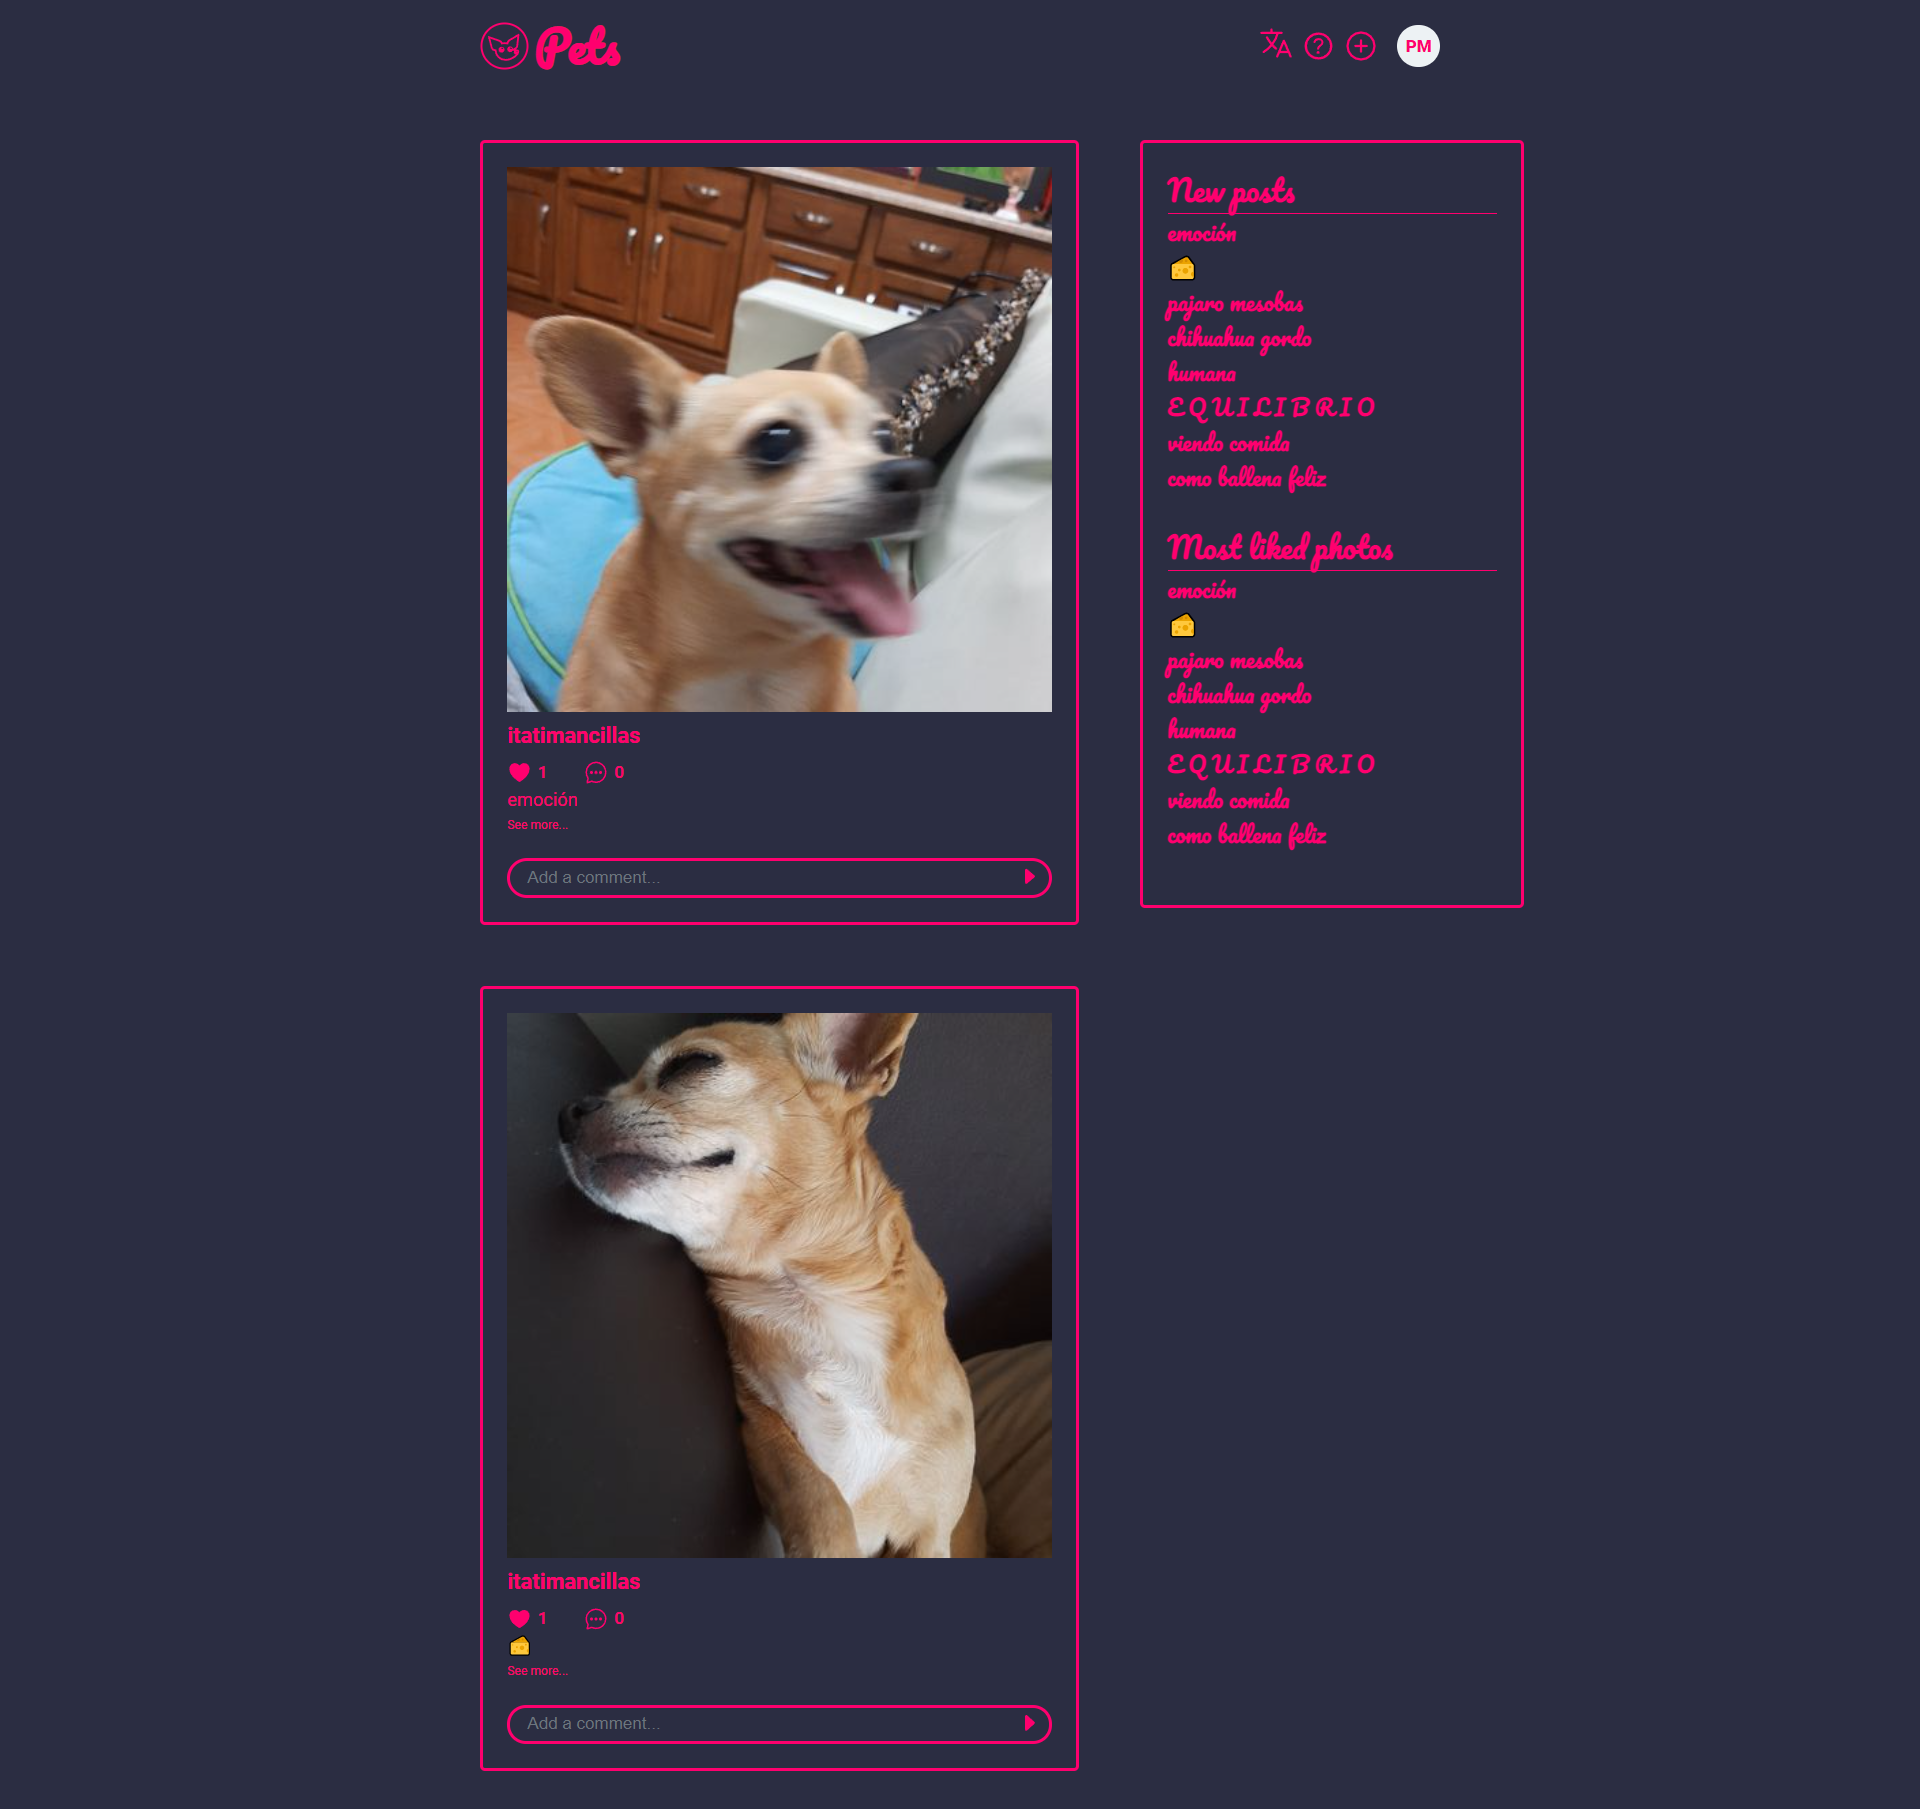 Pets
PM
itatimancillas
1 0
emoción
See more...
Add a comment...
itatimancillas
1 0
🧀
See more...
Add a comment...
New posts
emoción
🧀
pajaro mesobas
chihuahua gordo
humana
E Q U I L I B R I O
viendo comida
como ballena feliz
Most liked photos
emoción
🧀
pajaro mesobas
chihuahua gordo
humana
E Q U I L I B R I O
viendo comida
como ballena feliz